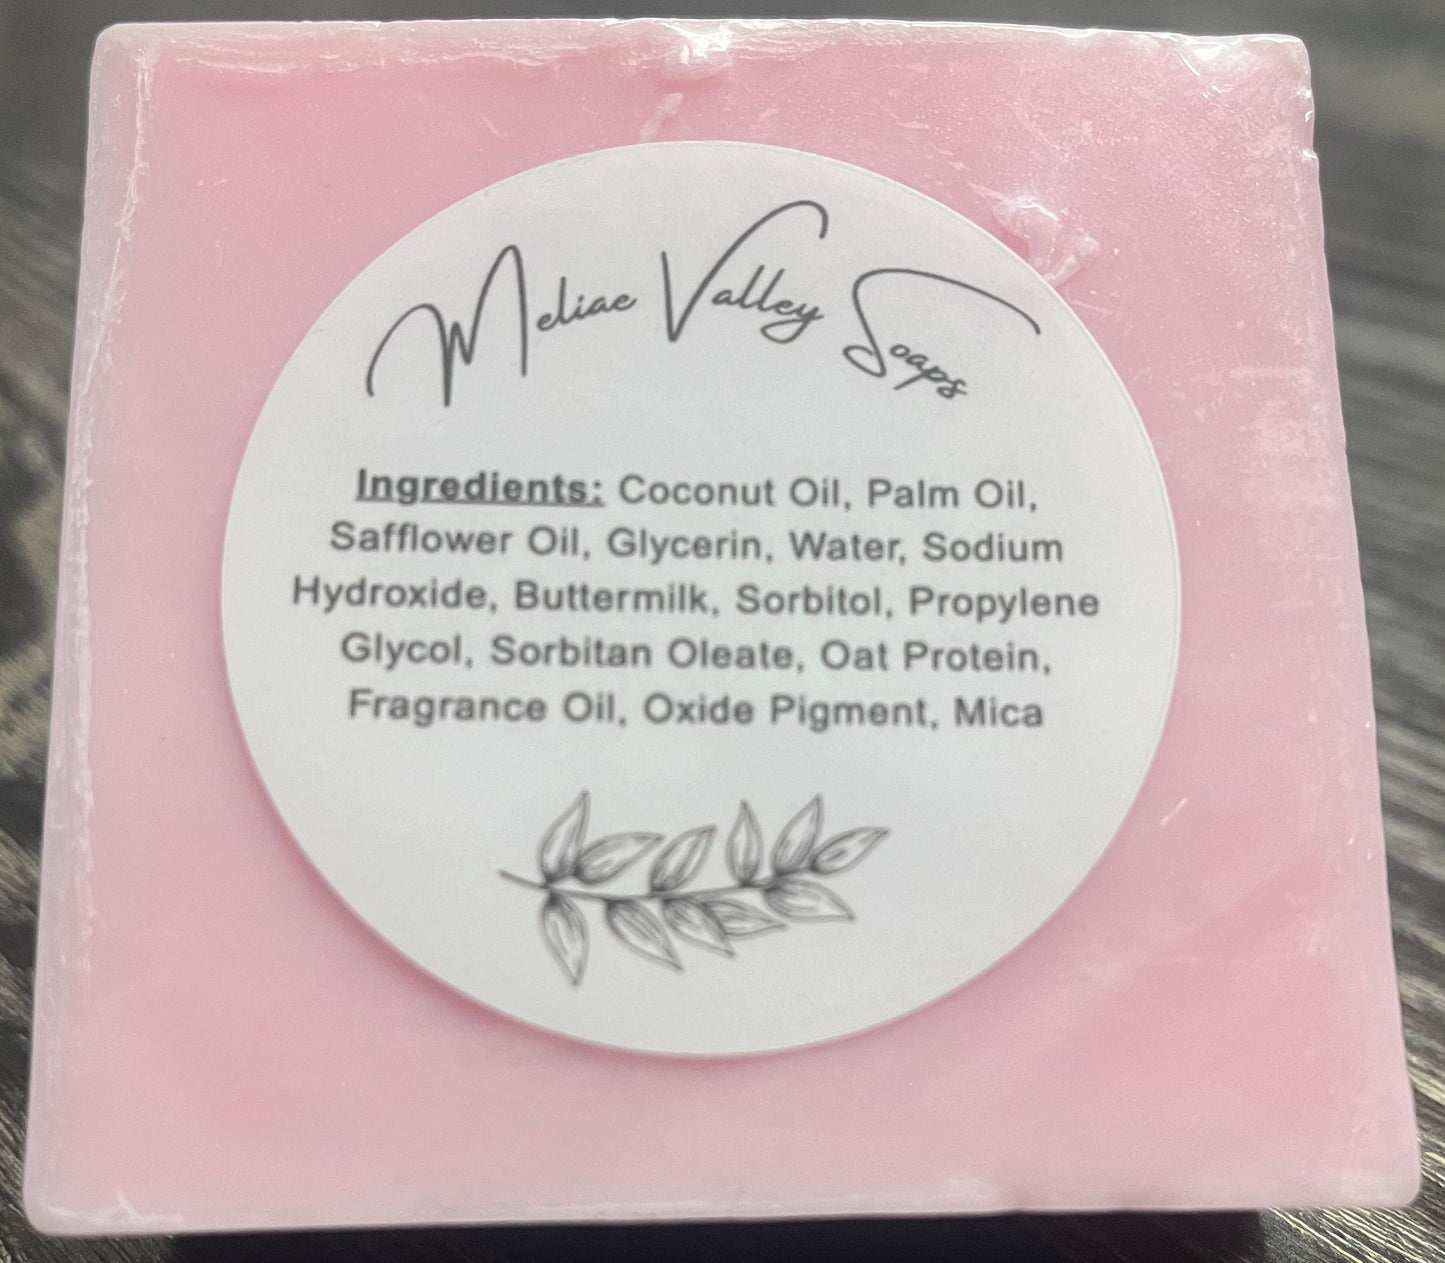 Meliae Valley Soaps
Ingredients: Coconut Oil, Palm Oil,
Safflower Oil, Glycerin, Water, Sodium
Hydroxide, Buttermilk, Sorbitol, Propylene
Glycol, Sorbitan Oleate, Oat Protein,
Fragrance Oil, Oxide Pigment, Mica